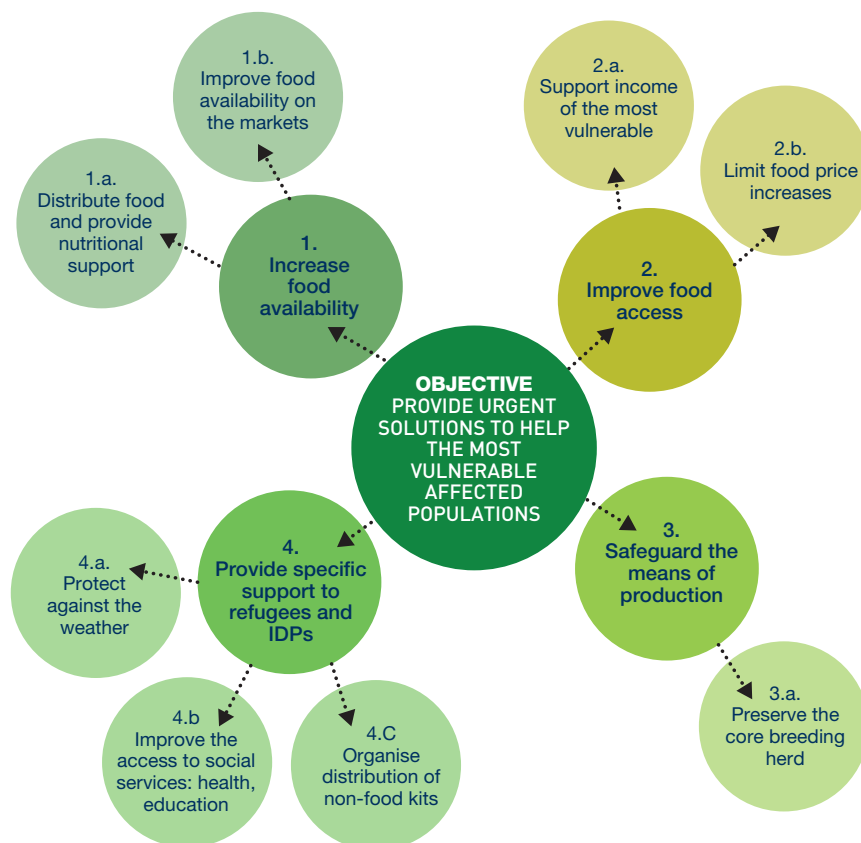 1.b.
Improve food
availability on
the markets
1.a.
Distribute food
and provide
nutritional
support
1.
Increase
food
availability
2.a.
Support income
of the most
vulnerable
2.b.
Limit food price
increases
2.
Improve food
access
OBJECTIVE
PROVIDE URGENT
SOLUTIONS TO HELP
THE MOST
VULNERABLE
AFFECTED
POPULATIONS
3.
Safeguard the
means of
production
3.a.
Preserve the
core breeding
herd
4.
Provide specific
support to
refugees and
IDPs
4.a.
Protect
against the
weather
4.b
Improve the
access to social
services: health,
education
4.C
Organise
distribution of
non-food kits